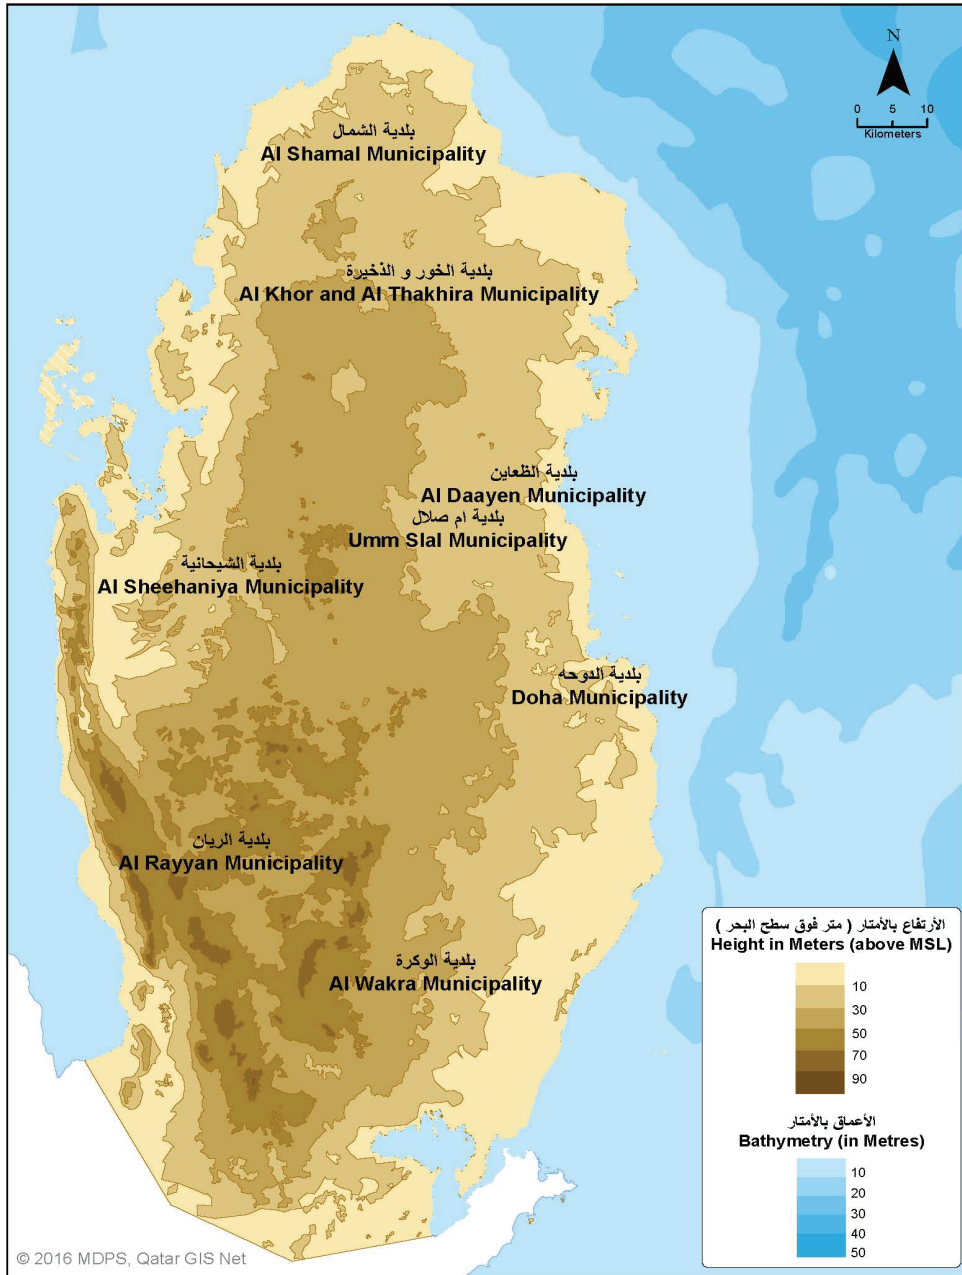 N
0 5 10
Kilometers
بلدية الشمال
Al Shamal Municipality
بلدية الخور و الذخيرة
Al Khor and Al Thakhira Municipality
بلدية الظعاين
Al Daayen Municipality
بلدية ام صلال
Umm Slal Municipality
بلدية الشيحانية
Al Sheehaniya Municipality
بلدية الدوحه
Doha Municipality
بلدية الريان
Al Rayyan Municipality
بلدية الوكرة
Al Wakra Municipality
الأرتفاع بالأمتار ( متر فوق سطح البحر )
Height in Meters (above MSL)
10
30
50
70
90
الأعماق بالأمتار
Bathymetry (in Metres)
10
20
30
40
50
© 2016 MDPS, Qatar GIS Net